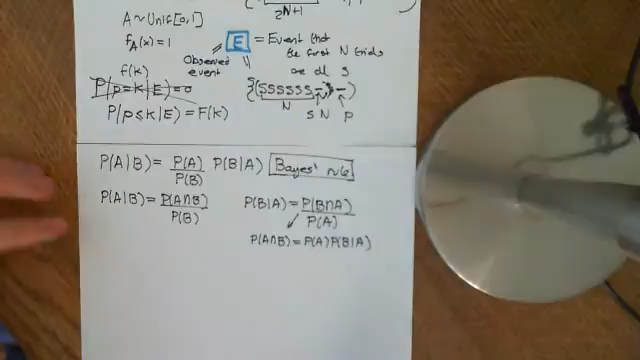 2N+1
A ~ Unif[0,1]
f_A(x) = 1
E = Event that the first N trials are all S
Observed event
f(k)
P(p=k|E)=0
P(p≤k|E) = F(k)
{(SSSSSS
N
S N P
P(A|B) = P(A)/P(B) P(B|A) Bayes' rule
P(A|B) = P(A∩B)/P(B)
P(B|A) = P(B∩A)/P(A)
P(A∩B) = P(A)P(B|A)